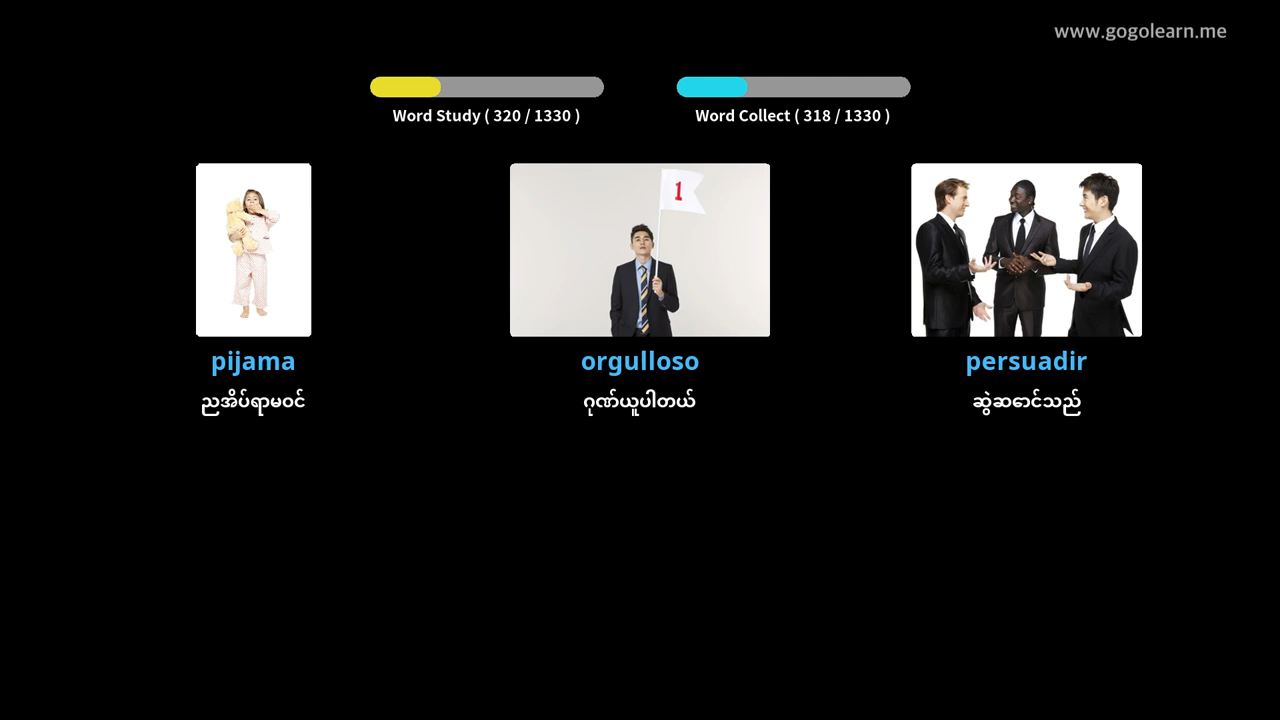 www.gogolearn.me
Word Study ( 320 / 1330 )
Word Collect ( 318 / 1330 )
1
pijama
orgulloso
persuadir
ညအိပ်ရာမဝင်
ဂုဏ်ယူပါတယ်
ဆွဲဆောင်သည်